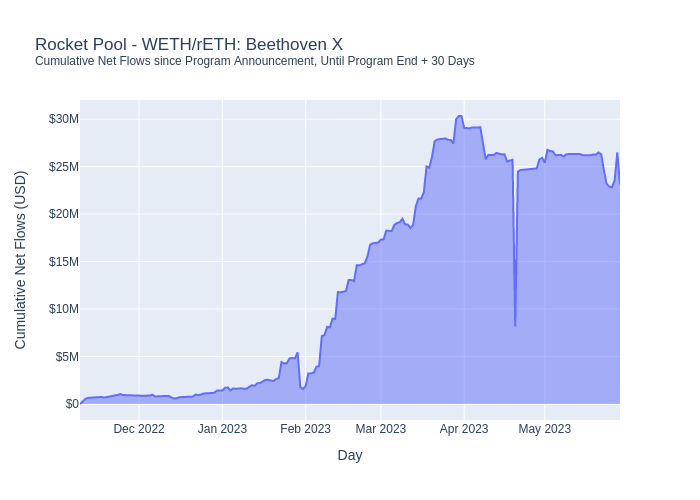 Rocket Pool - WETH/rETH: Beethoven X
Cumulative Net Flows since Program Announcement, Until Program End + 30 Days
Cumulative Net Flows (USD)
$30M
$25M
$20M
$15M
$10M
$5M
$0
Dec 2022
Jan 2023
Feb 2023
Mar 2023
Apr 2023
May 2023
Day